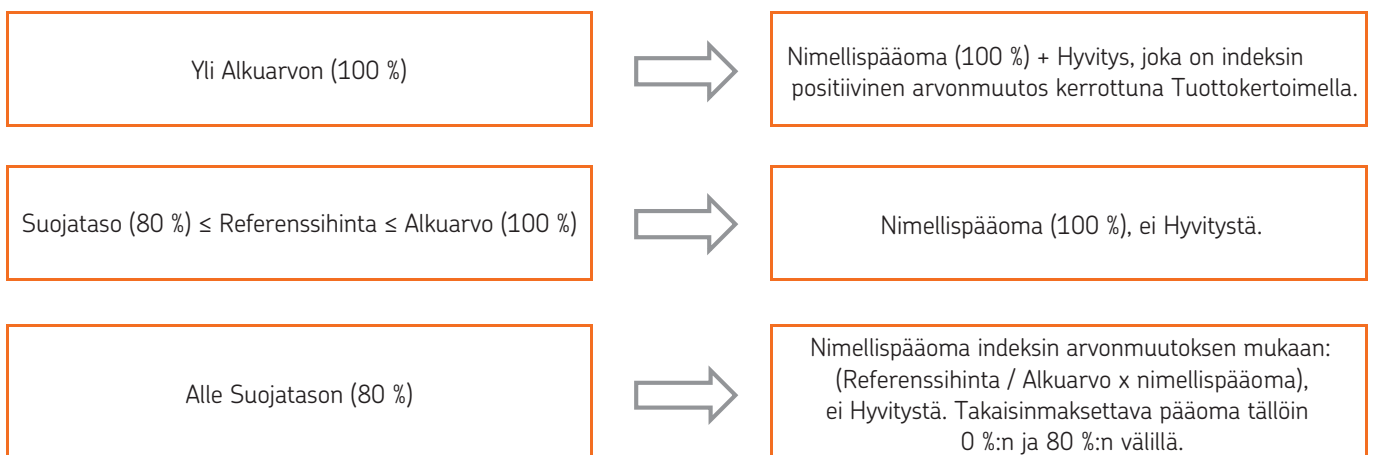 Yli Alkuarvon (100 %)
Nimellispääoma (100 %) + Hyvitys, joka on indeksin
positiivinen arvonmuutos kerrottuna Tuottokertoimella.
Suojataso (80 %) ≤ Referenssihinta ≤ Alkuarvo (100 %)
Nimellispääoma (100 %), ei Hyvitystä.
Alle Suojatason (80 %)
Nimellispääoma indeksin arvonmuutoksen mukaan:
(Referenssihinta / Alkuarvo x nimellispääoma),
ei Hyvitystä. Takaisinmaksettava pääoma tällöin
0 %:n ja 80 %:n välillä.